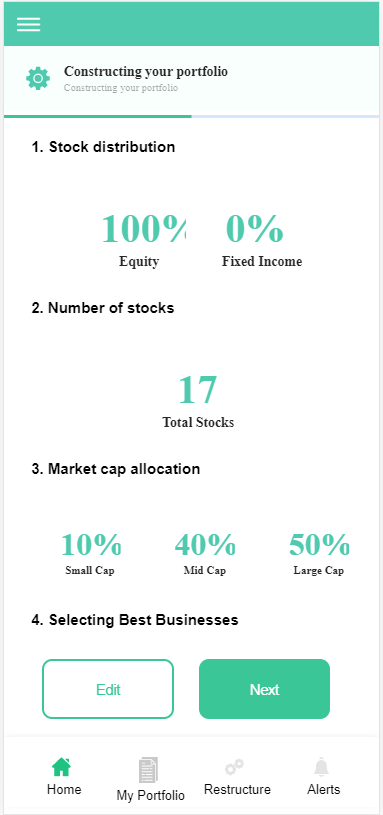 Constructing your portfolio
Constructing your portfolio
1. Stock distribution
100% 0%
Equity Fixed Income
2. Number of stocks
17
Total Stocks
3. Market cap allocation
10% 40% 50%
Small Cap Mid Cap Large Cap
4. Selecting Best Businesses
Edit Next
Home My Portfolio Restructure Alerts